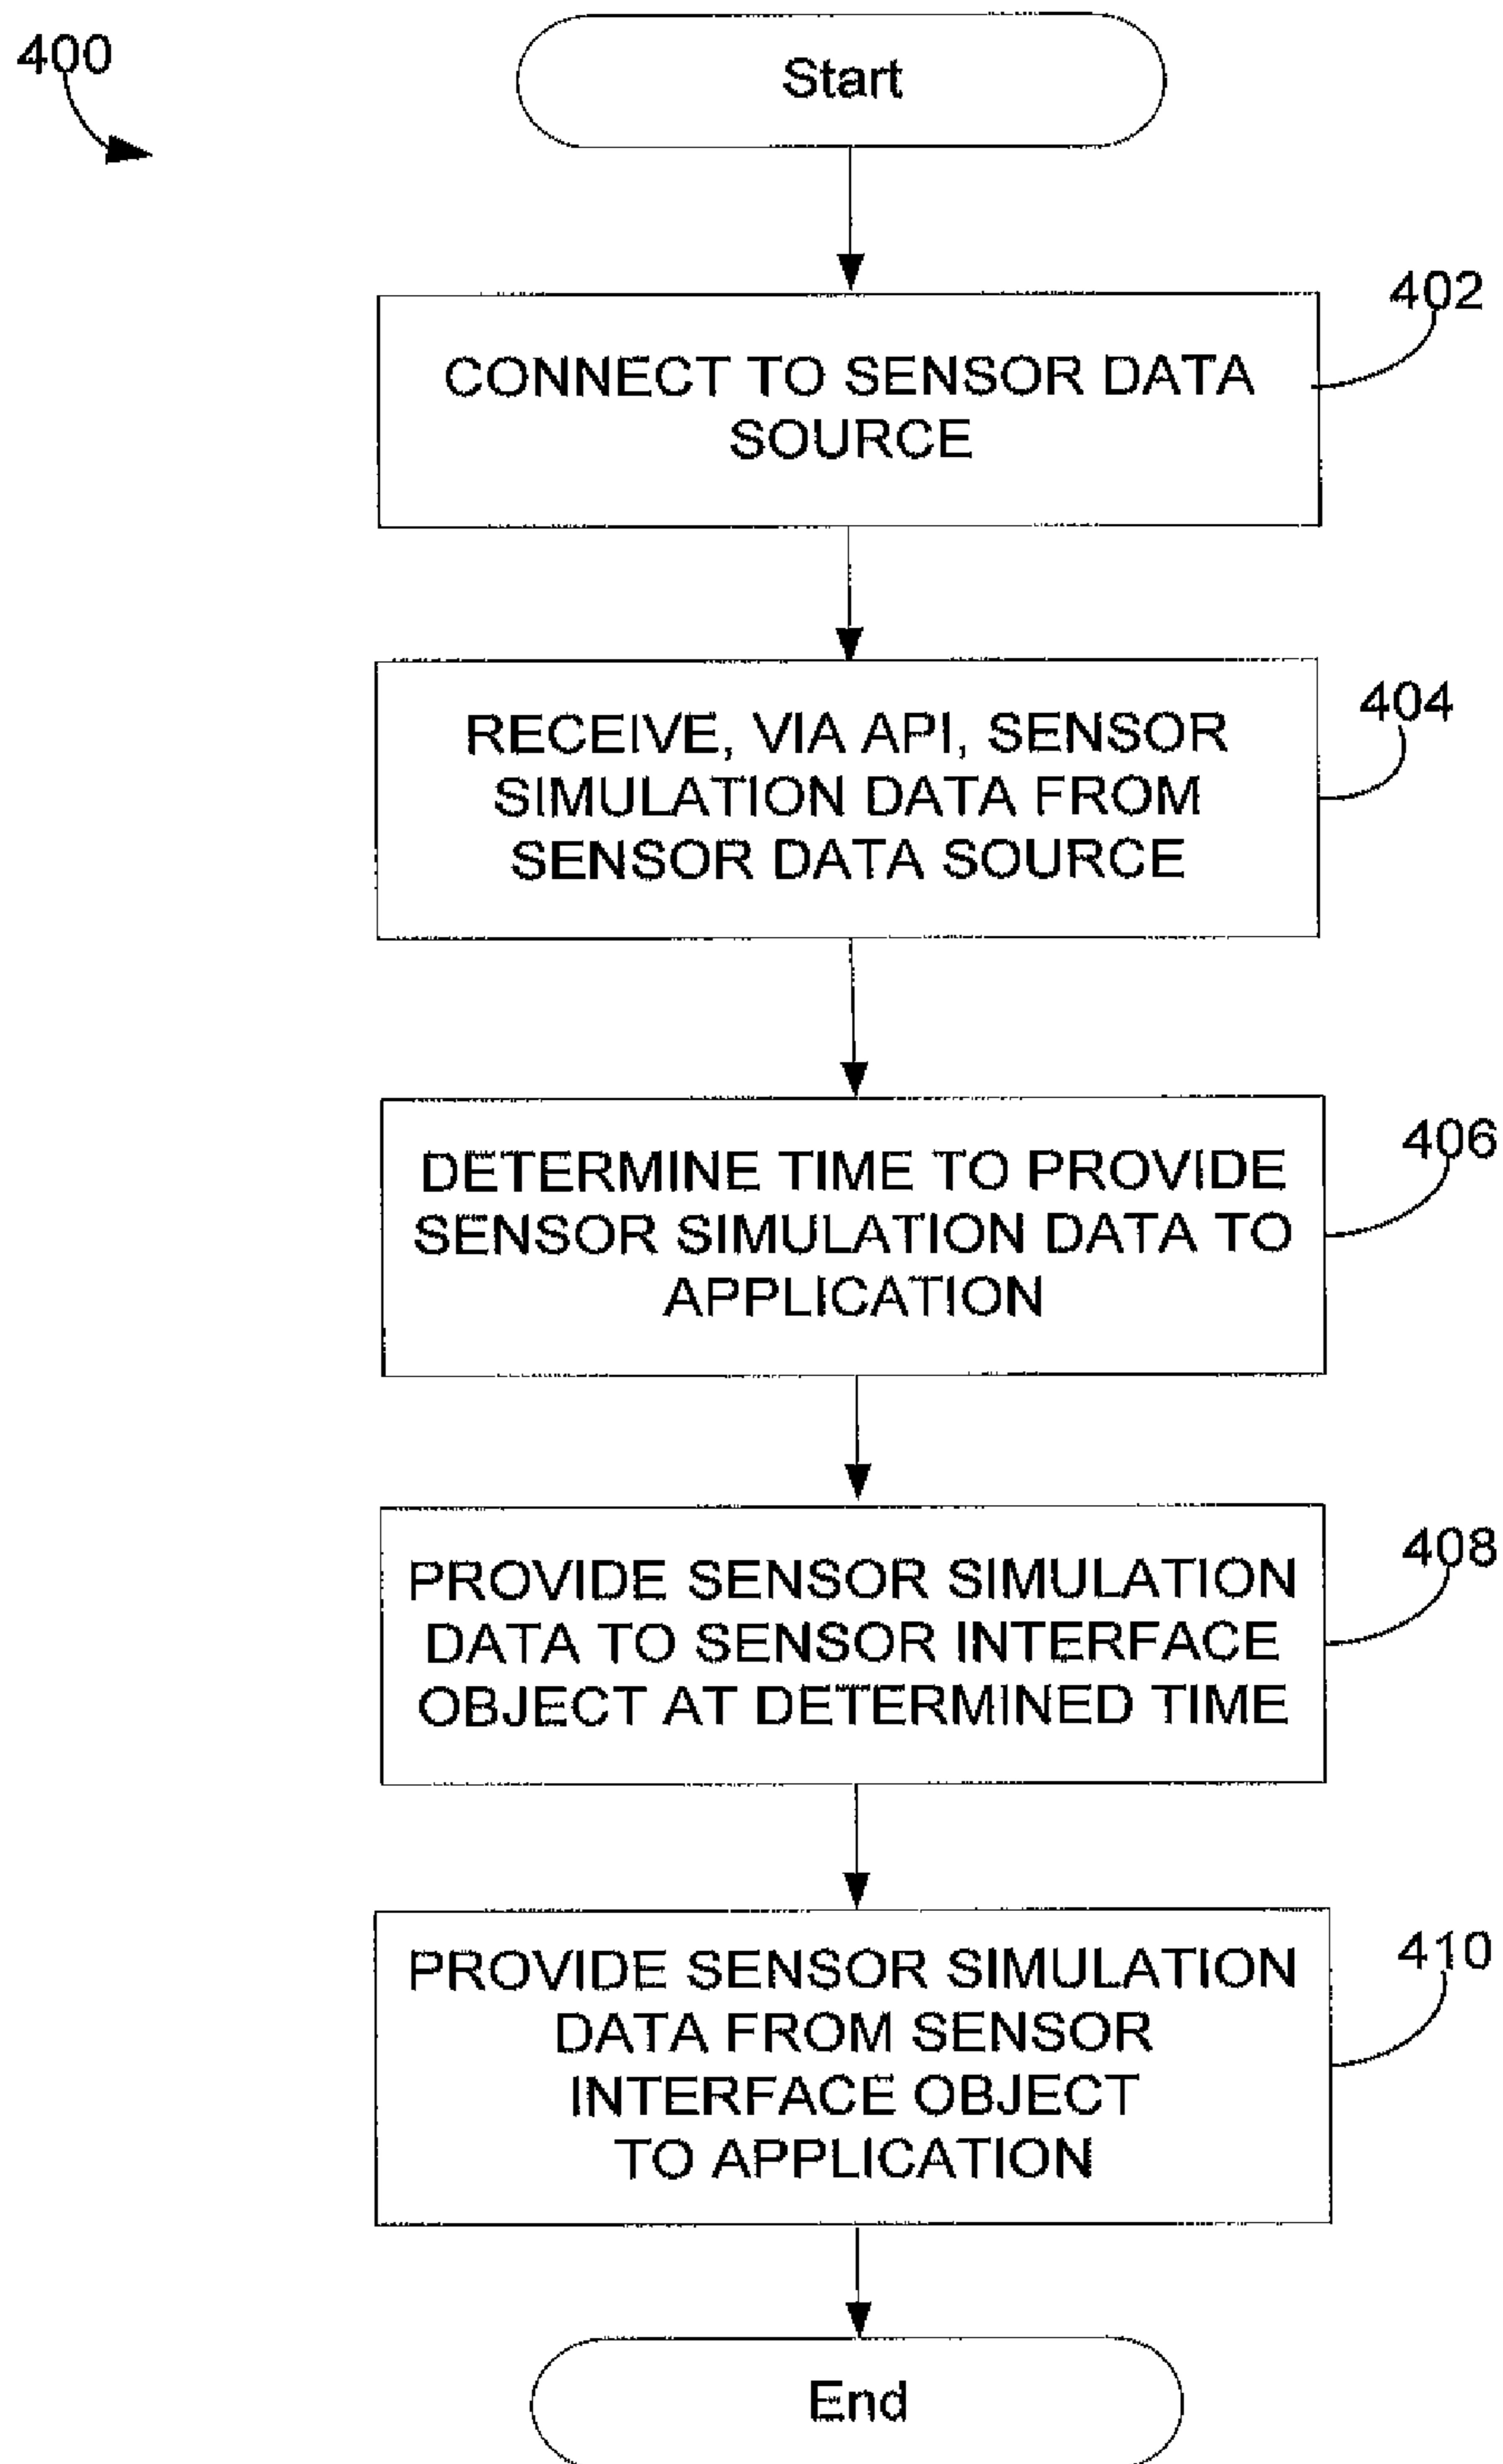 400
Start
402
CONNECT TO SENSOR DATA
SOURCE
404
RECEIVE, VIA API, SENSOR
SIMULATION DATA FROM
SENSOR DATA SOURCE
406
DETERMINE TIME TO PROVIDE
SENSOR SIMULATION DATA TO
APPLICATION
408
PROVIDE SENSOR SIMULATION
DATA TO SENSOR INTERFACE
OBJECT AT DETERMINED TIME
410
PROVIDE SENSOR SIMULATION
DATA FROM SENSOR
INTERFACE OBJECT
TO APPLICATION
End